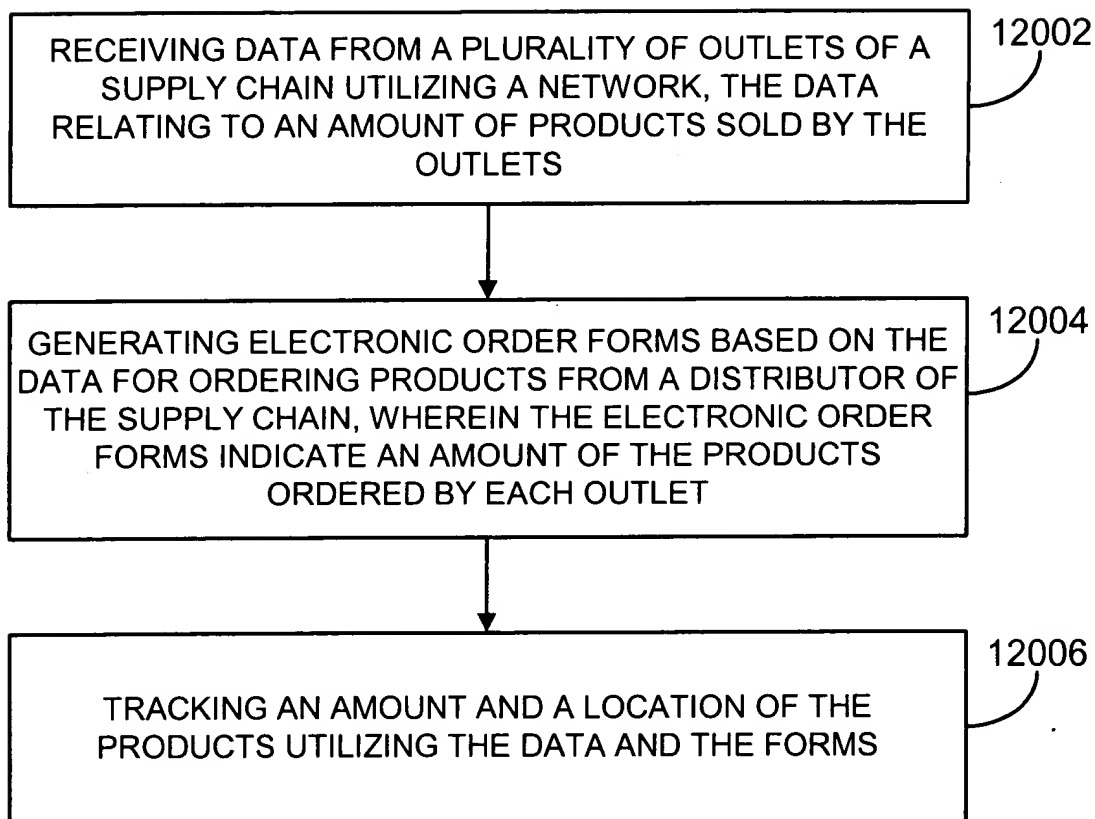 RECEIVING DATA FROM A PLURALITY OF OUTLETS OF A
SUPPLY CHAIN UTILIZING A NETWORK, THE DATA
RELATING TO AN AMOUNT OF PRODUCTS SOLD BY THE
OUTLETS
12002
GENERATING ELECTRONIC ORDER FORMS BASED ON THE
DATA FOR ORDERING PRODUCTS FROM A DISTRIBUTOR OF
THE SUPPLY CHAIN, WHEREIN THE ELECTRONIC ORDER
FORMS INDICATE AN AMOUNT OF THE PRODUCTS
ORDERED BY EACH OUTLET
12004
TRACKING AN AMOUNT AND A LOCATION OF THE
PRODUCTS UTILIZING THE DATA AND THE FORMS
12006